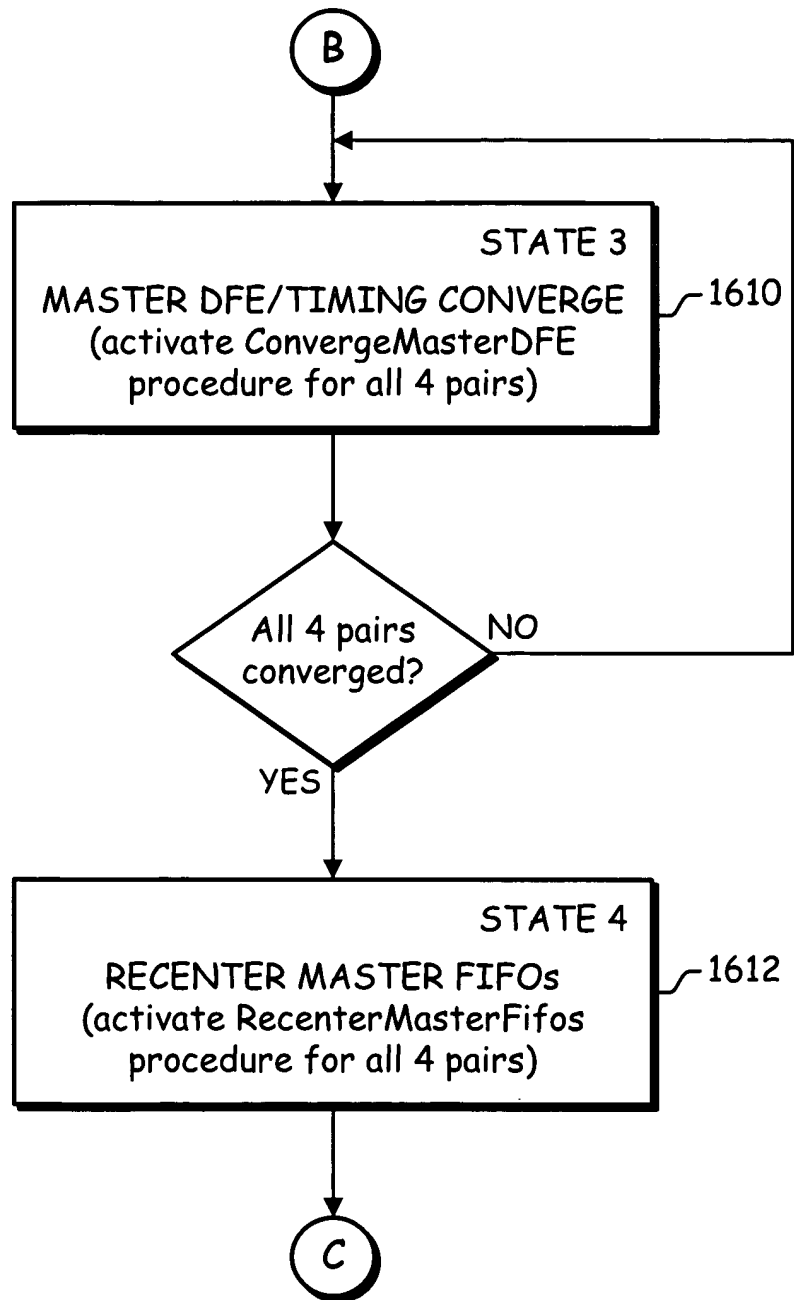 B
STATE 3
MASTER DFE/TIMING CONVERGE
(activate ConvergeMasterDFE
procedure for all 4 pairs)
1610
All 4 pairs
converged?
NO
YES
STATE 4
RECENTER MASTER FIFOs
(activate RecenterMasterFifos
procedure for all 4 pairs)
1612
C